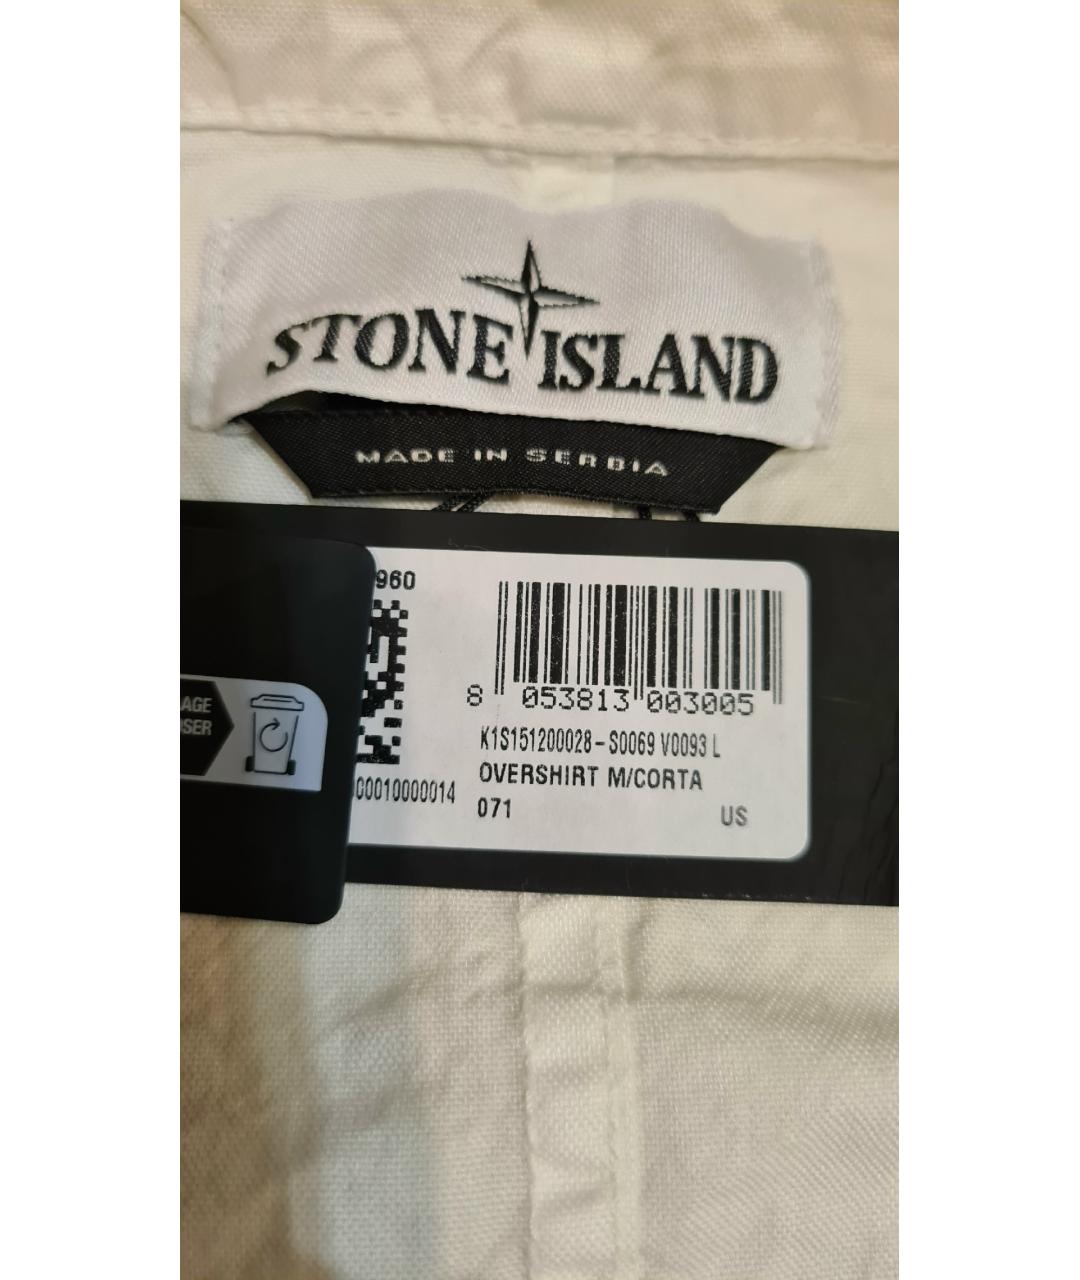 STONE ISLAND
MADE IN SERBIA
960
8 053813 003005
K1S151200028-S0069 V0093 L
OVERSHIRT M/CORTA
00010000014
071
US